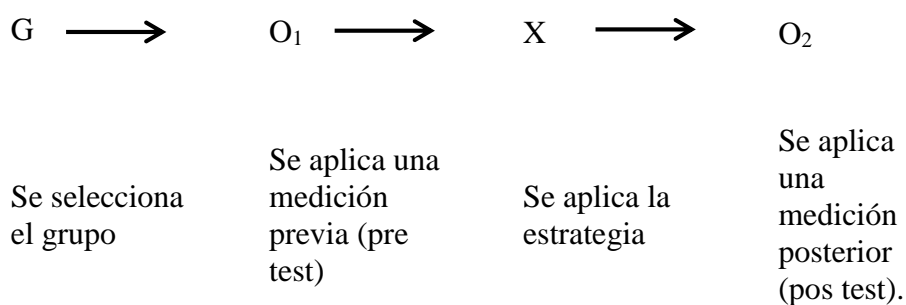 G O₁ X O₂
Se selecciona
el grupo
Se aplica una
medición
previa (pre
test)
Se aplica la
estrategia
Se aplica
una
medición
posterior
(pos test).